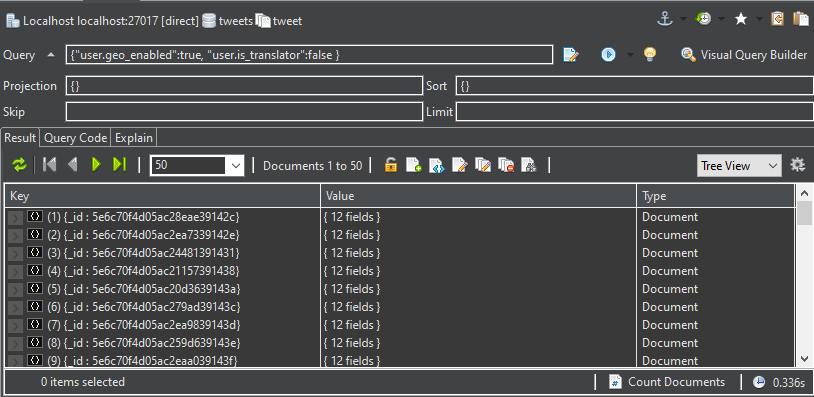 Localhost localhost:27017 [direct] tweets tweet
Query {"user.geo_enabled":true, "user.is_translator":false } Visual Query Builder
Projection {} Sort {}
Skip Limit
Result Query Code Explain
50 Documents 1 to 50 Tree View
Key Value Type
(1) {_id : 5e6c70f4d05ac28eae39142c} { 12 fields } Document
(2) {_id : 5e6c70f4d05ac2ea7339142e} { 12 fields } Document
(3) {_id : 5e6c70f4d05ac24481391431} { 12 fields } Document
(4) {_id : 5e6c70f4d05ac21157391438} { 12 fields } Document
(5) {_id : 5e6c70f4d05ac20d3639143a} { 12 fields } Document
(6) {_id : 5e6c70f4d05ac279ad39143c} { 12 fields } Document
(7) {_id : 5e6c70f4d05ac2ea9839143d} { 12 fields } Document
(8) {_id : 5e6c70f4d05ac259d639143e} { 12 fields } Document
(9) {_id : 5e6c70f4d05ac2eaa039143f} { 12 fields } Document
0 items selected # Count Documents 0.336s